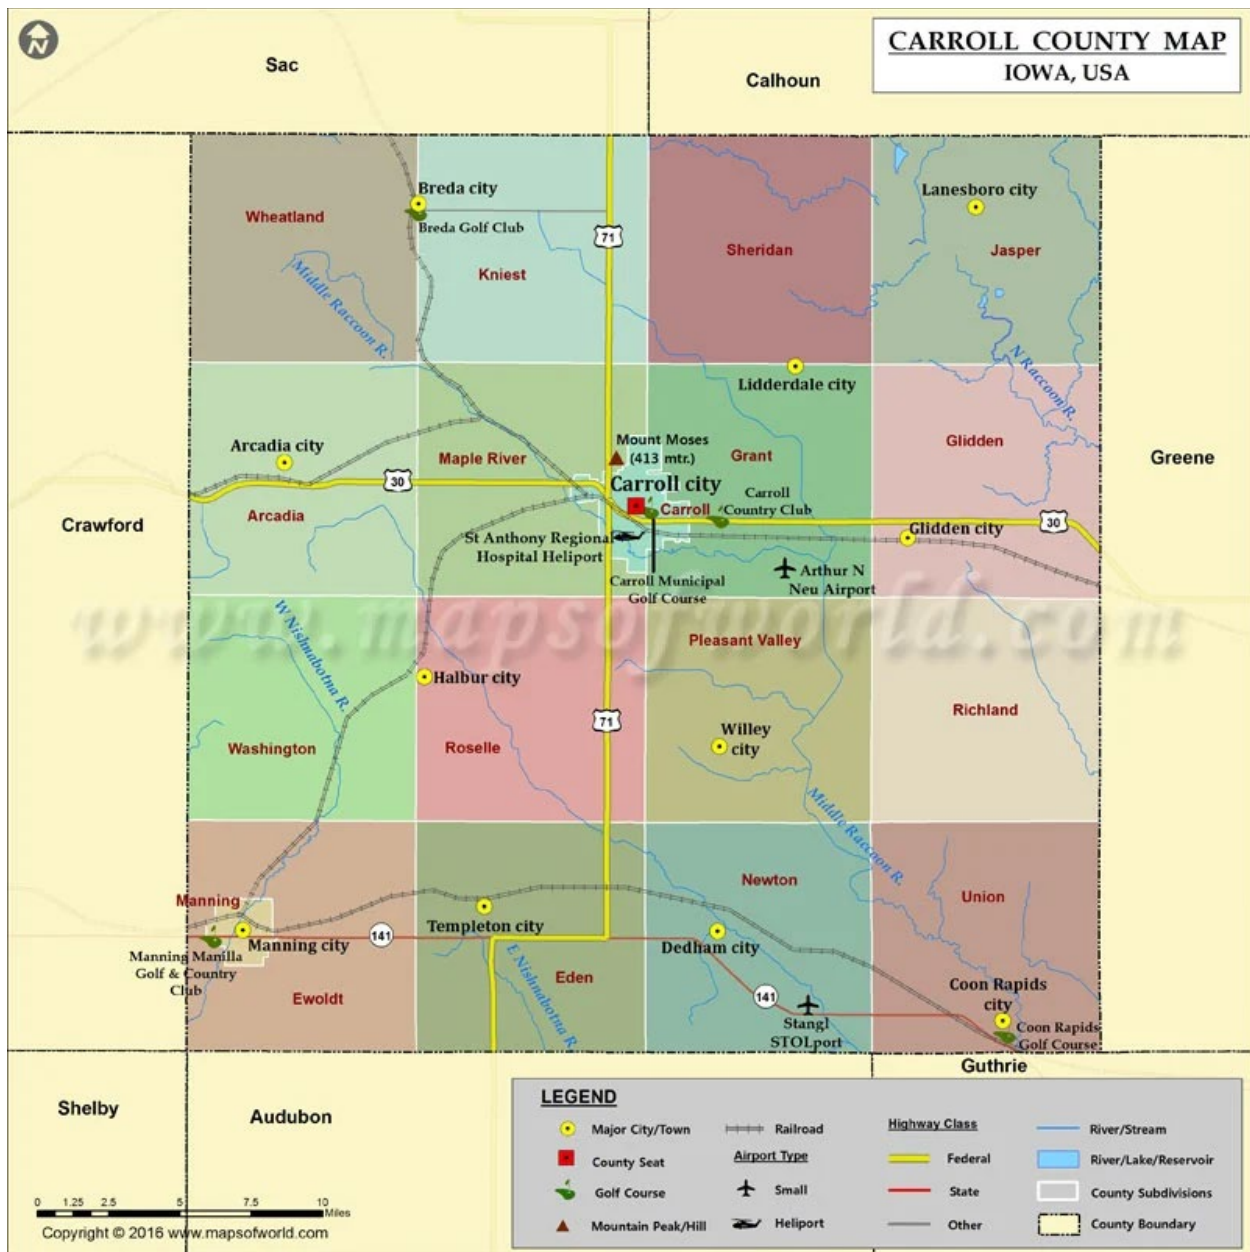 N
CARROLL COUNTY MAP
IOWA, USA
Sac
Calhoun
Breda city
Lanesboro city
Wheatland
Breda Golf Club
71
Sheridan
Jasper
Kniest
Middle Raccoon R.
N Raccoon R.
Lidderdale city
Mount Moses
(413 mtr.)
Arcadia city
Maple River
Grant
Glidden
Greene
30
Carroll city
Carroll
Country Club
Carroll
Arcadia
Crawford
Glidden city
30
St Anthony Regional
Hospital Heliport
Arthur N
Neu Airport
Carroll Municipal
Golf Course
www.mapsofworld.com
W Nishnabotna R.
Pleasant Valley
Halbur city
Richland
71
Willey
city
Washington
Roselle
Middle Raccoon R.
Newton
Union
Manning
Templeton city
141
Manning city
Dedham city
Manning Manilla
Golf & Country
Club
E Nishnabotna R.
Eden
Ewoldt
141
Coon Rapids
city
Stangl
STOLport
Coon Rapids
Golf Course
Guthrie
Shelby
Audubon
LEGEND
Major City/Town
County Seat
Golf Course
Mountain Peak/Hill
Railroad
Airport Type
Small
Heliport
Highway Class
Federal
State
Other
River/Stream
River/Lake/Reservoir
County Subdivisions
County Boundary
0 1.25 2.5 5 7.5 10
Miles
Copyright © 2016 www.mapsofworld.com